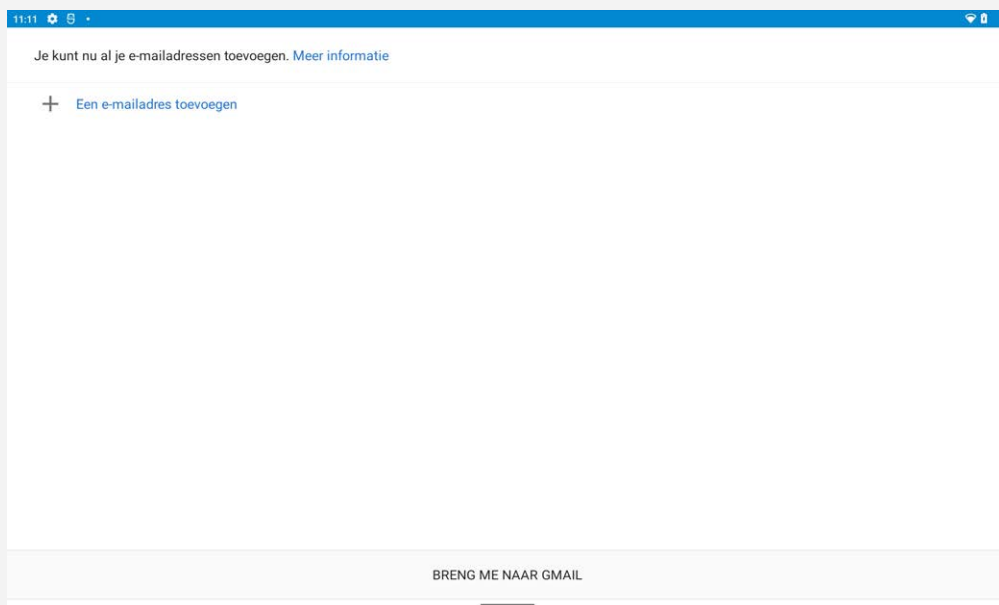 11:11
Je kunt nu al je e-mailadressen toevoegen. Meer informatie
Een e-mailadres toevoegen
BRENG ME NAAR GMAIL